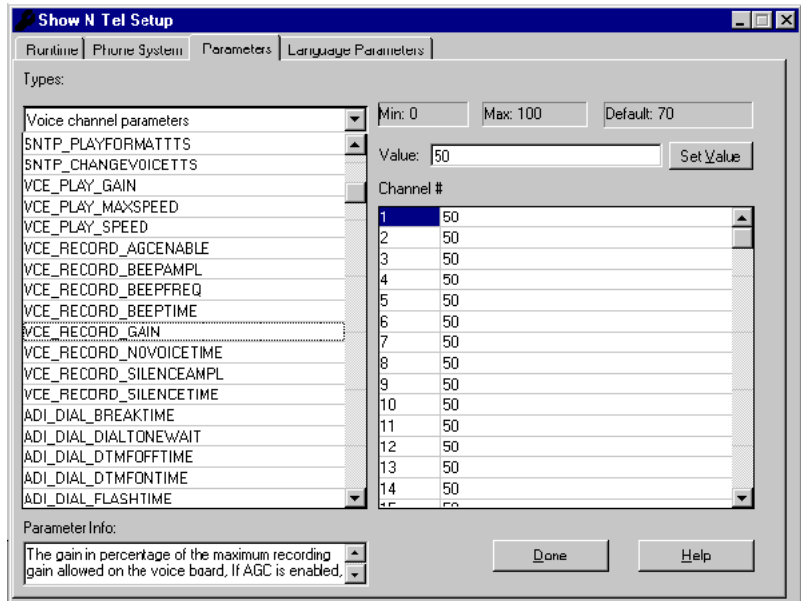 Show N Tel Setup
Runtime Phone System Parameters Language Parameters
Types:
Voice channel parameters
SNTP_PLAYFORMATTTS
SNTP_CHANGEVOICETTS
VCE_PLAY_GAIN
VCE_PLAY_MAXSPEED
VCE_PLAY_SPEED
VCE_RECORD_AGCENABLE
VCE_RECORD_BEEPAMPL
VCE_RECORD_BEEPFREQ
VCE_RECORD_BEEPTIME
VCE_RECORD_GAIN
VCE_RECORD_NOVOICETIME
VCE_RECORD_SILENCEAMPL
VCE_RECORD_SILENCETIME
ADI_DIAL_BREAKTIME
ADI_DIAL_DIALTONEWAIT
ADI_DIAL_DTMFOFFTIME
ADI_DIAL_DTMFONTIME
ADI_DIAL_FLASHTIME
Parameter Info:
The gain in percentage of the maximum recording
gain allowed on the voice board, If AGC is enabled,
Min: 0 Max: 100 Default: 70
Value: 50 Set Value
Channel #
1 50
2 50
3 50
4 50
5 50
6 50
7 50
8 50
9 50
10 50
11 50
12 50
13 50
14 50
15 50
Done Help